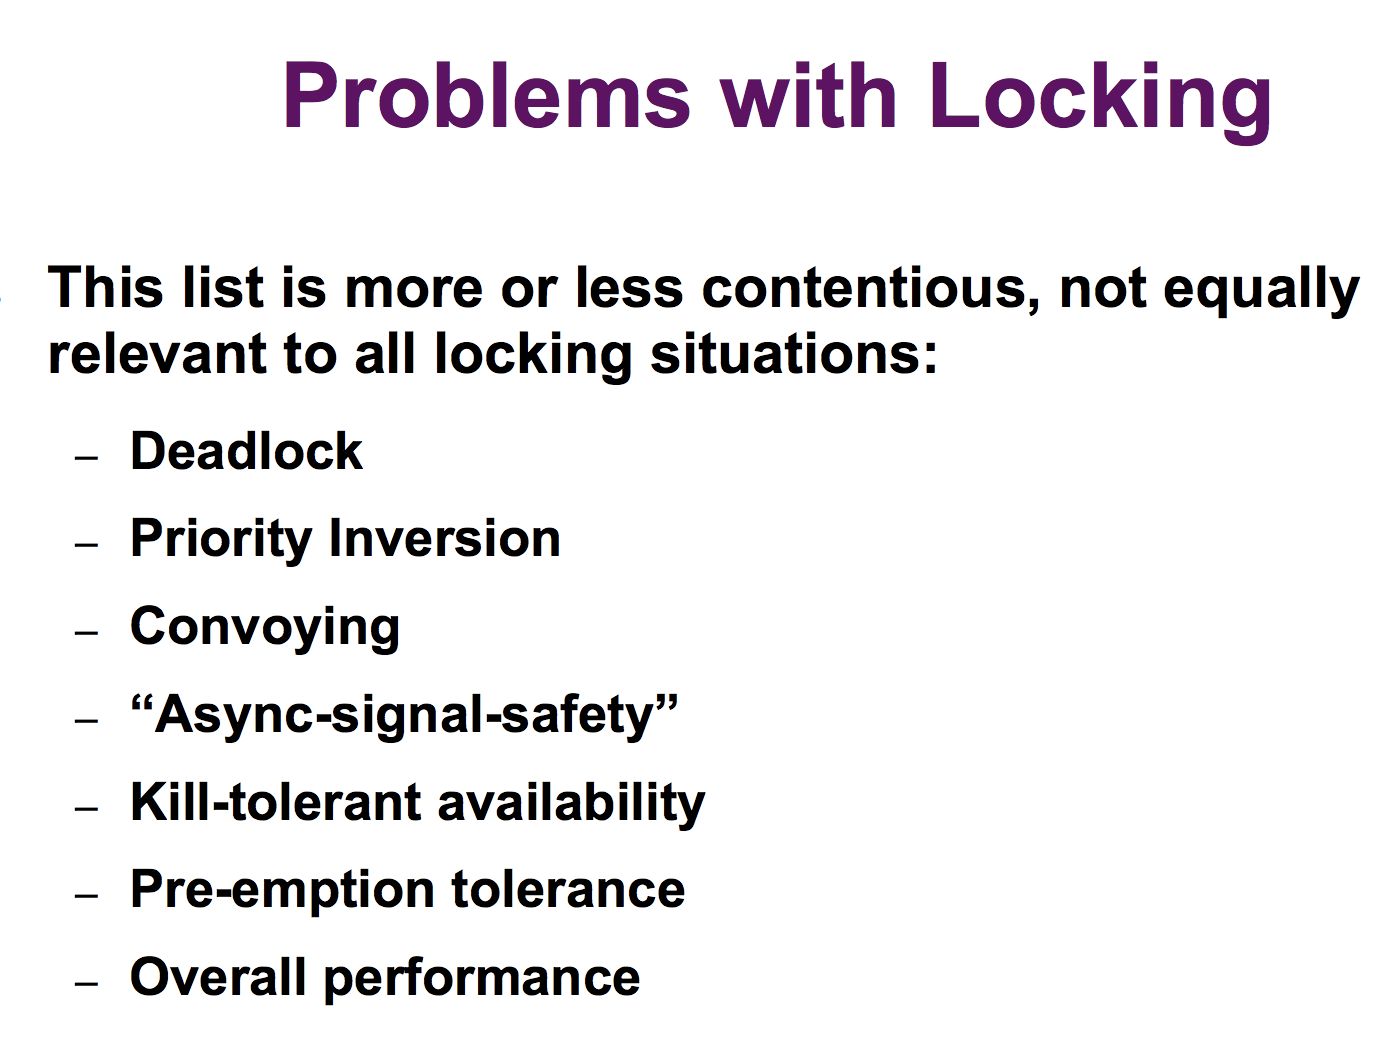 Problems with Locking
This list is more or less contentious, not equally
relevant to all locking situations:
– Deadlock
– Priority Inversion
– Convoying
– “Async-signal-safety”
– Kill-tolerant availability
– Pre-emption tolerance
– Overall performance